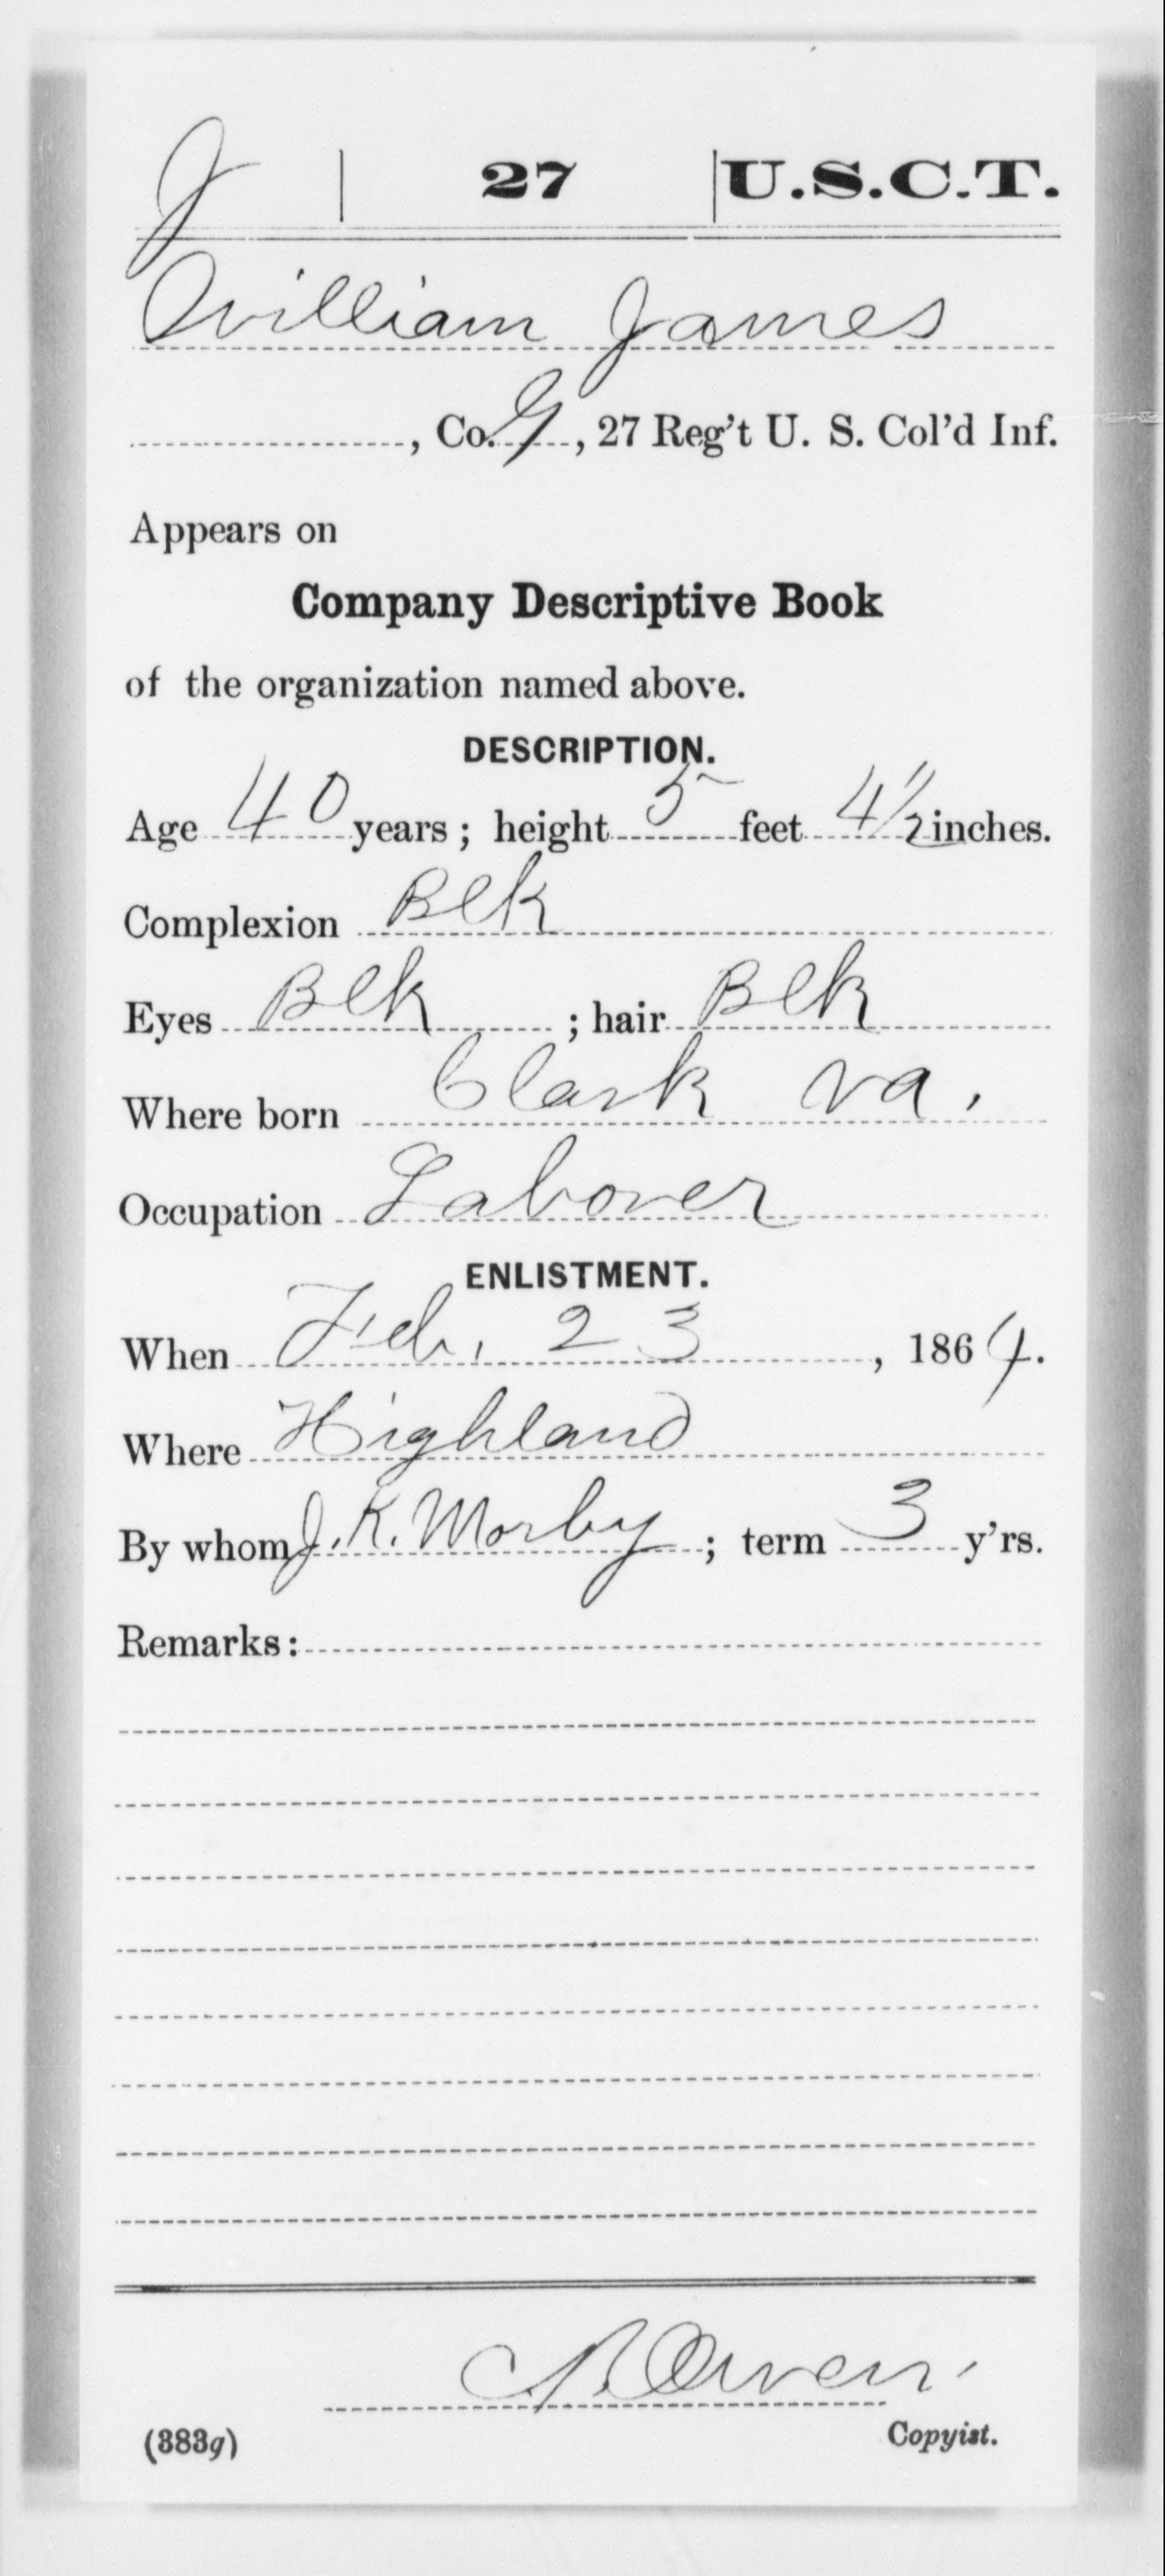 J | 27 | U.S.C.T.
William James
, Co. G, 27 Reg't U. S. Col'd Inf.
Appears on
Company Descriptive Book
of the organization named above.
DESCRIPTION.
Age 40 years; height 5 feet 4½ inches.
Complexion Blk
Eyes Blk ; hair Blk
Where born Clark Va.
Occupation Laborer
ENLISTMENT.
When Feb. 23, 1864.
Where Highland
By whom J. K. Morby; term 3 y'rs.
Remarks:
Owen
(383g) Copyist.